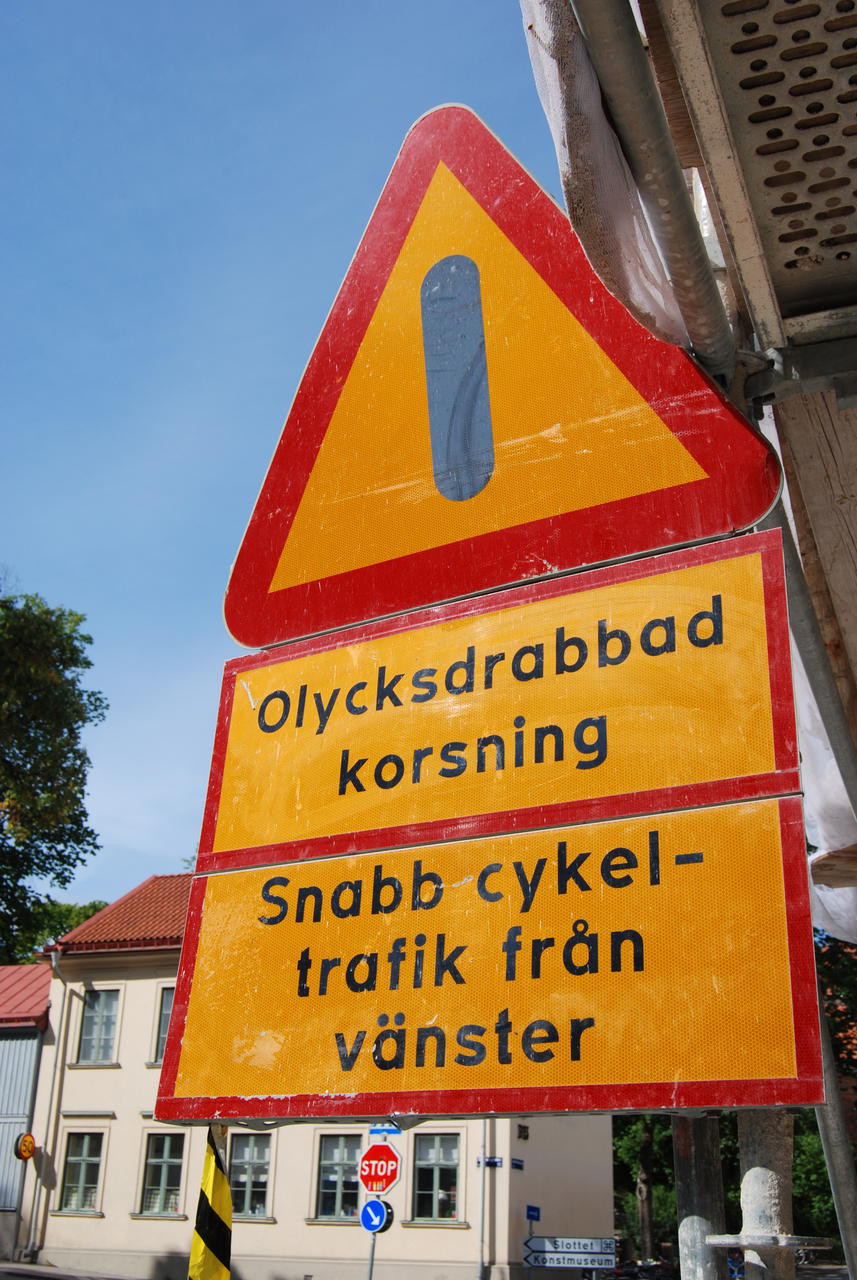 Olycksdrabbad
korsning
Snabb cykel-
trafik från
vänster
STOP
Slottet
Konstmuseum